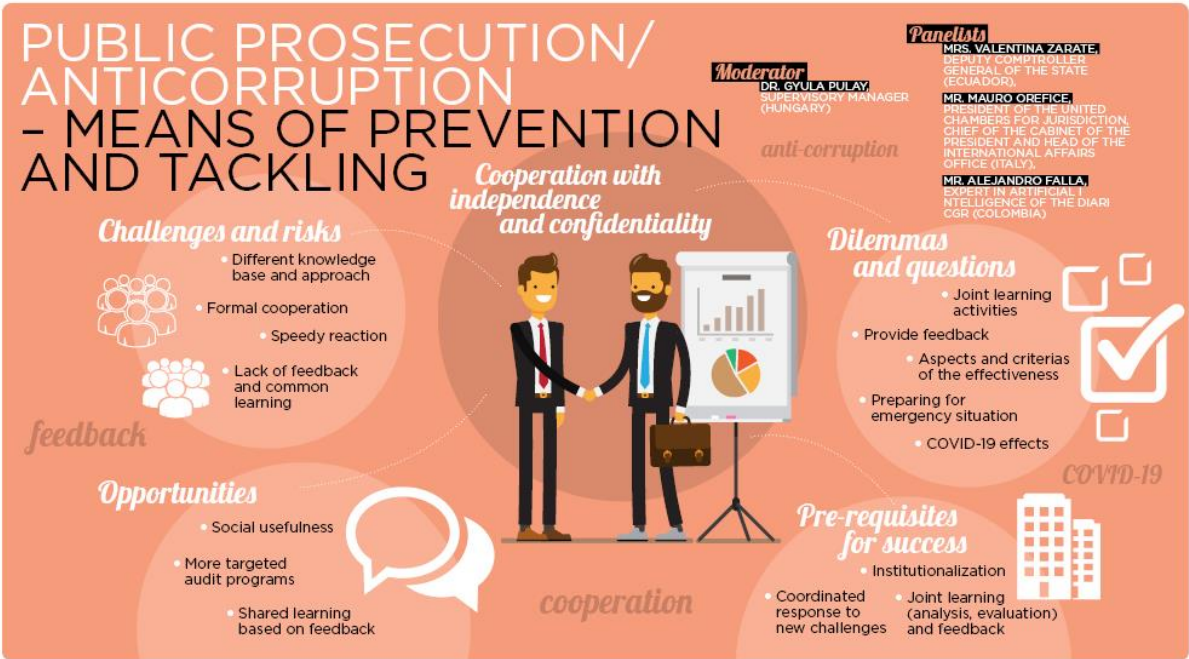 PUBLIC PROSECUTION/
ANTICORRUPTION
– MEANS OF PREVENTION
AND TACKLING
Moderator
DR. GYULA PULAY,
SUPERVISORY MANAGER
(HUNGARY)
Panelists
MRS. VALENTINA ZARATE,
DEPUTY COMPTROLLER
GENERAL OF THE STATE
(ECUADOR),
MR. MAURO OREFICE,
PRESIDENT OF THE UNITED
CHAMBERS FOR JURISDICTION,
CHIEF OF THE CABINET OF THE
PRESIDENT AND HEAD OF THE
INTERNATIONAL AFFAIRS
OFFICE (ITALY),
MR. ALEJANDRO FALLA,
EXPERT IN ARTIFICIAL I
NTELLIGENCE OF THE DIARI
CGR (COLOMBIA)
anti-corruption
Cooperation with
independence
and confidentiality
Challenges and risks
• Different knowledge
base and approach
• Formal cooperation
• Speedy reaction
• Lack of feedback
and common
learning
feedback
Dilemmas
and questions
• Joint learning
activities
• Provide feedback
• Aspects and criterias
of the effectiveness
• Preparing for
emergency situation
• COVID-19 effects
COVID-19
Opportunities
• Social usefulness
• More targeted
audit programs
• Shared learning
based on feedback
cooperation
Pre-requisites
for success
• Institutionalization
• Coordinated
response to
new challenges
• Joint learning
(analysis, evaluation)
and feedback